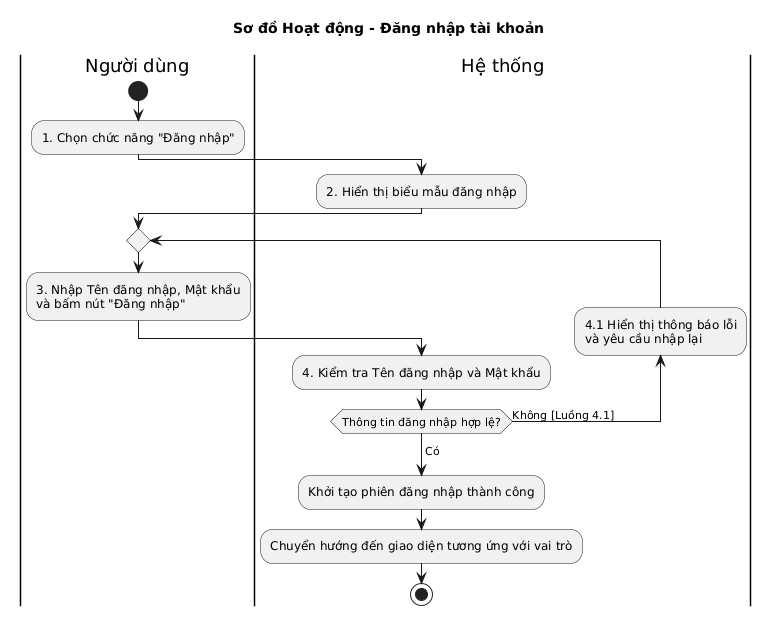 Sơ đồ Hoạt động - Đăng nhập tài khoản
Người dùng
Hệ thống
1. Chọn chức năng "Đăng nhập"
2. Hiển thị biểu mẫu đăng nhập
3. Nhập Tên đăng nhập, Mật khẩu
và bấm nút "Đăng nhập"
4.1 Hiển thị thông báo lỗi
và yêu cầu nhập lại
4. Kiểm tra Tên đăng nhập và Mật khẩu
Thông tin đăng nhập hợp lệ?
Không [Luồng 4.1]
Có
Khởi tạo phiên đăng nhập thành công
Chuyển hướng đến giao diện tương ứng với vai trò